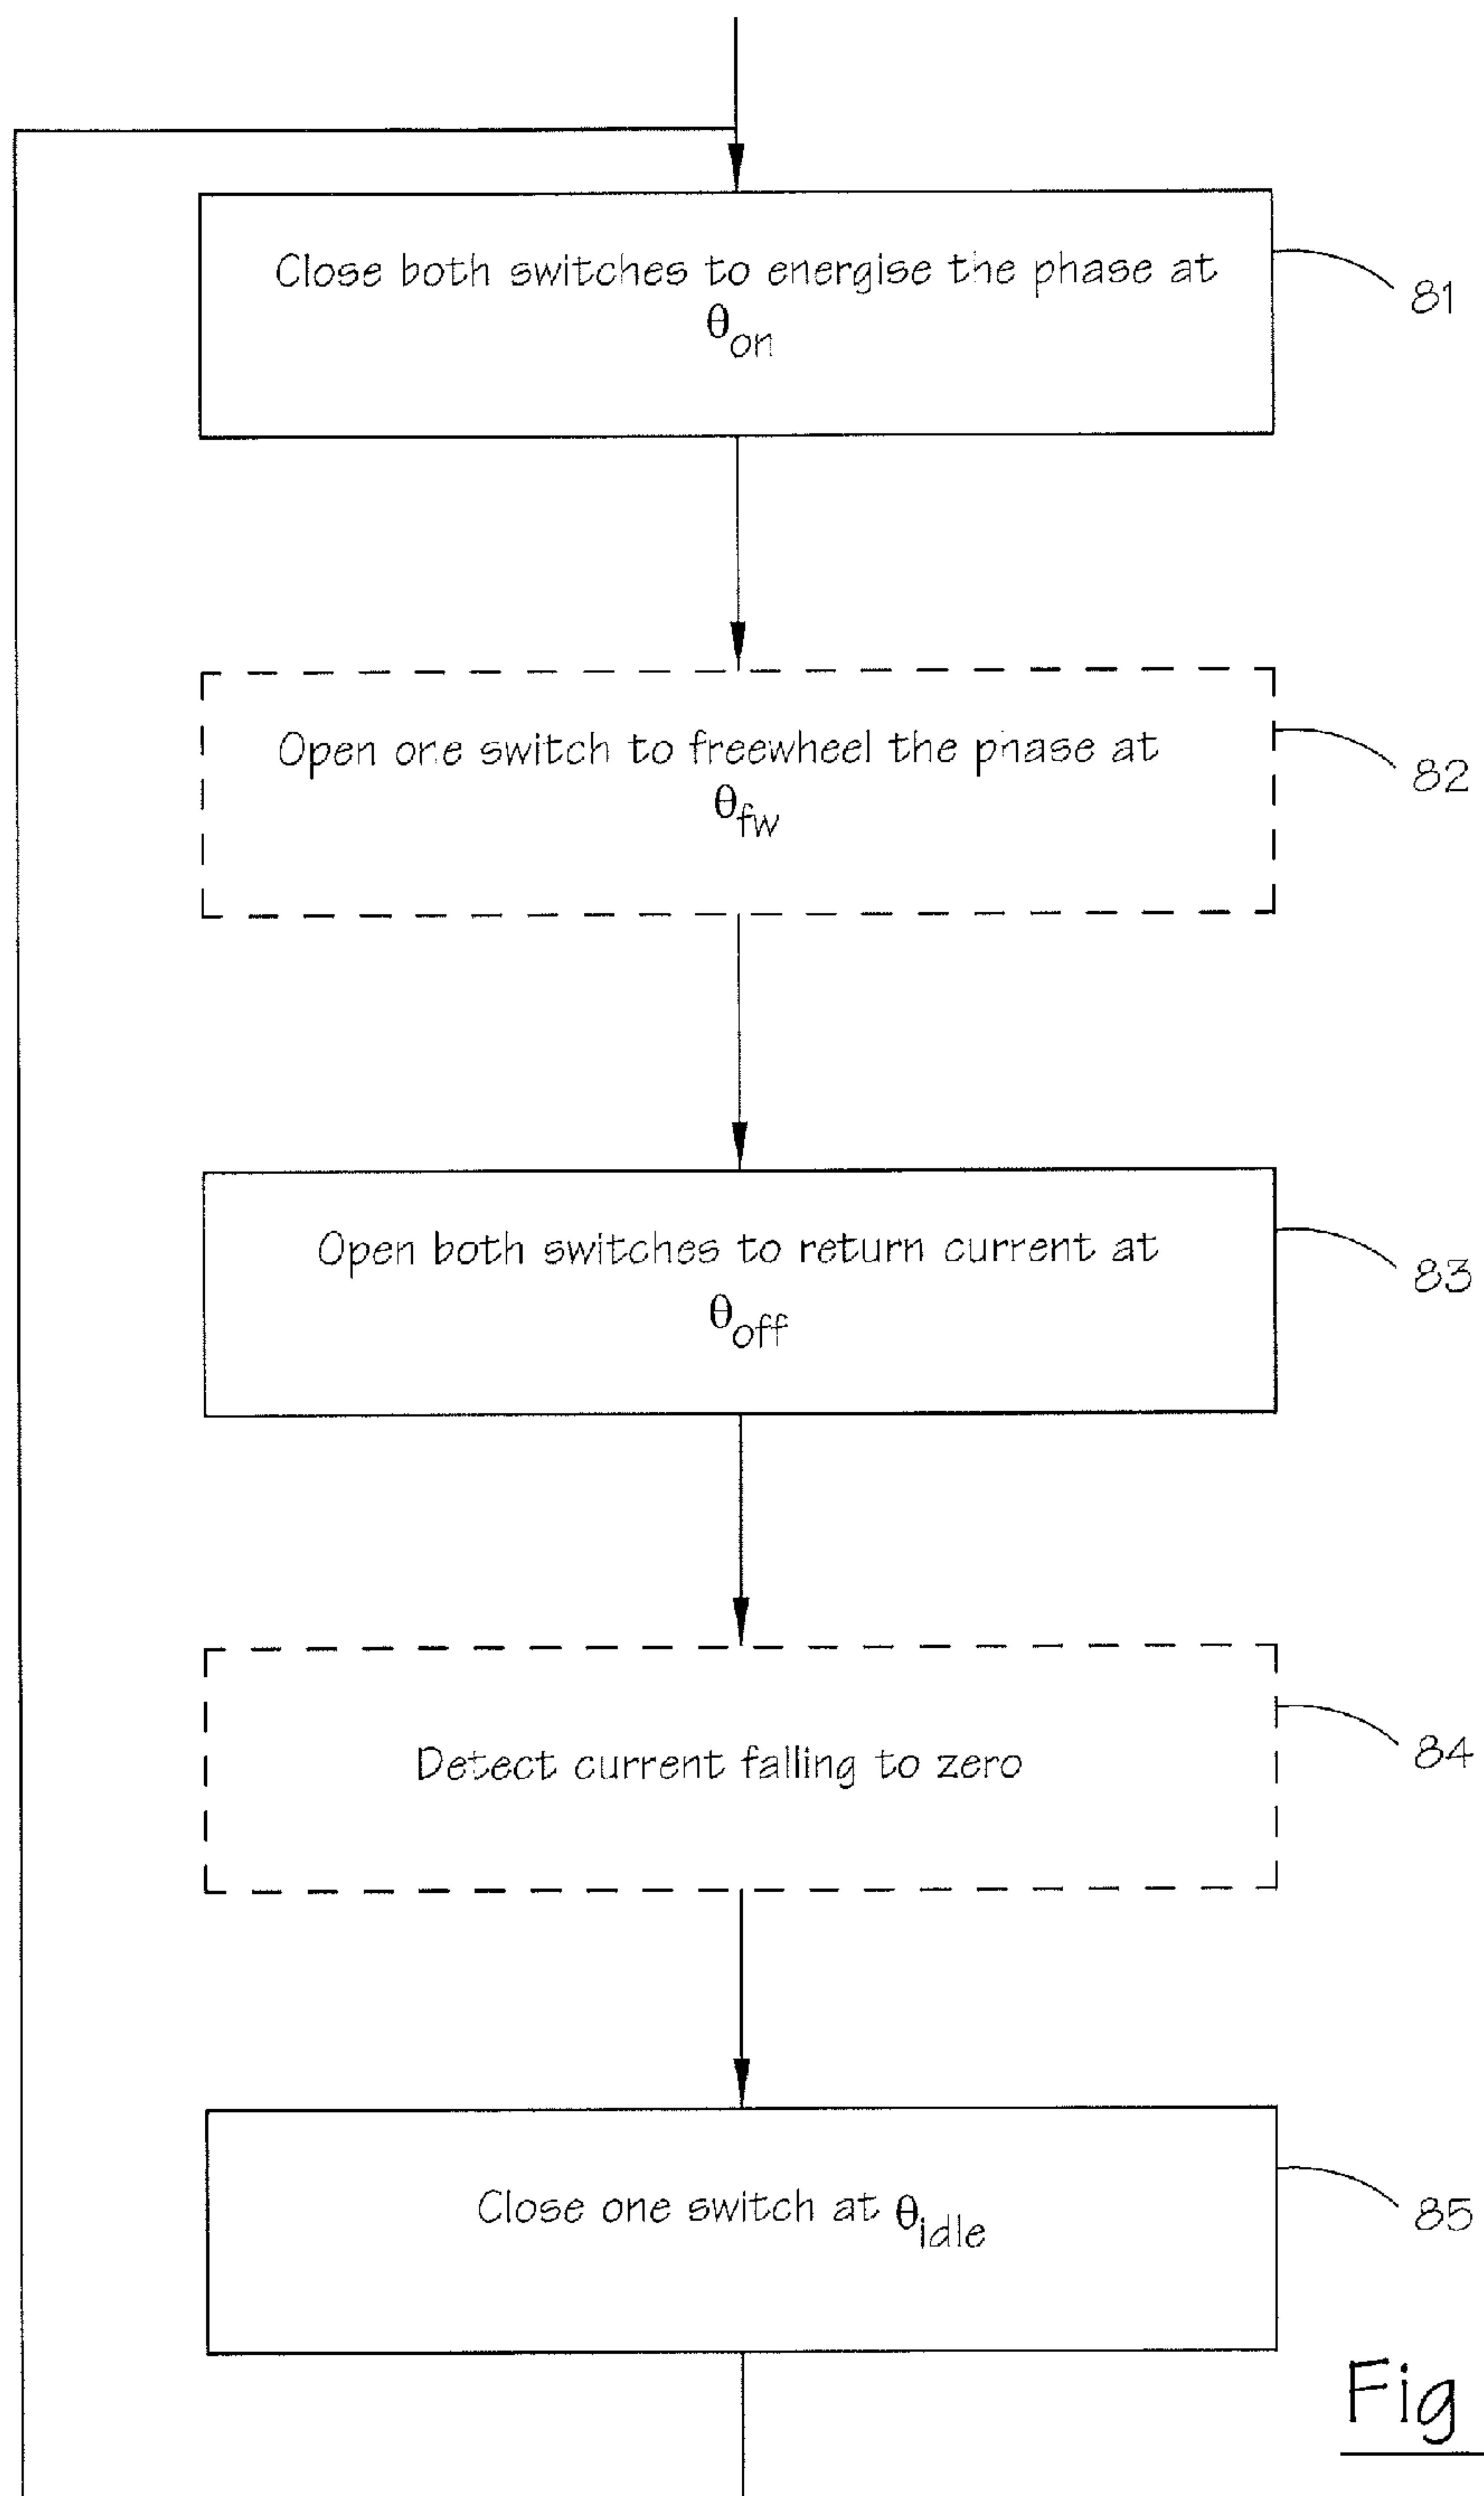 Close both switches to energise the phase at
θon
81
Open one switch to freewheel the phase at
θfw
82
Open both switches to return current at
θoff
83
Detect current falling to zero
84
Close one switch at θidle
85
Fig